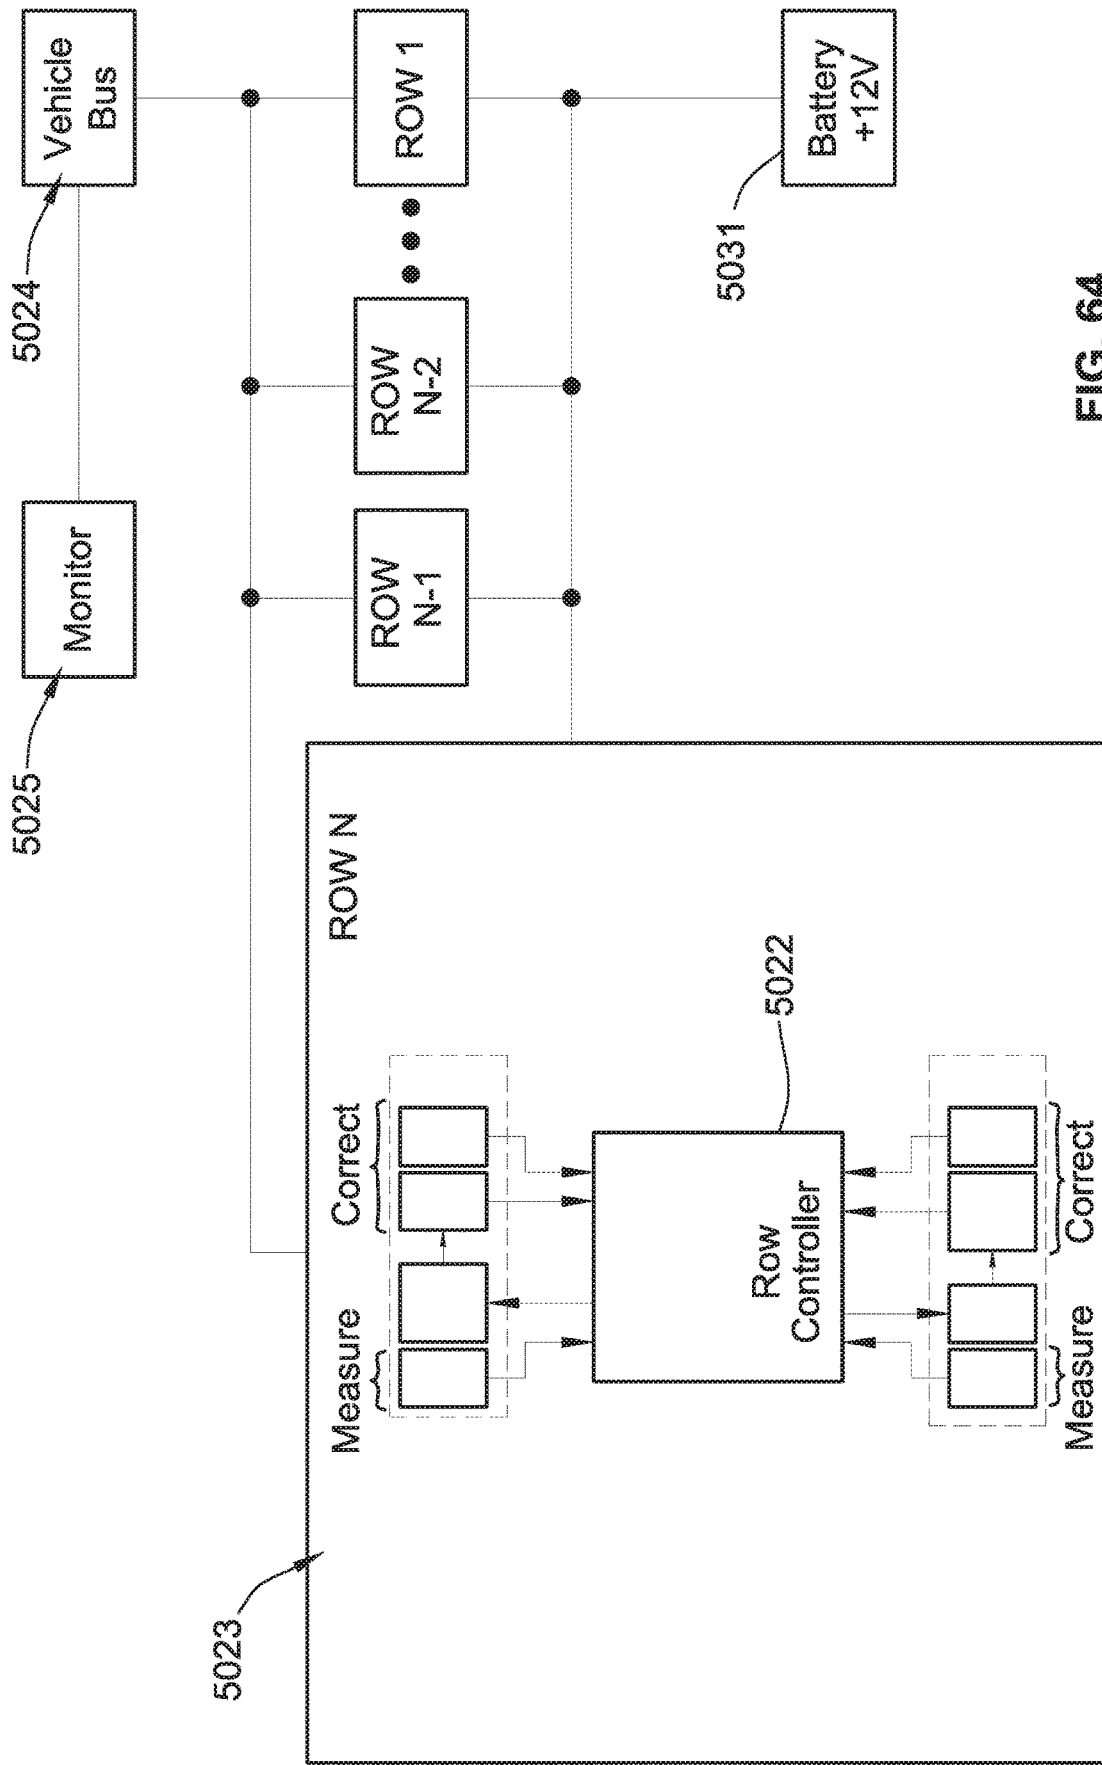 5025
Monitor
5024
Vehicle
Bus
ROW
N-1
ROW
N-2
ROW 1
5031
Battery
+12V
5023
ROW N
Measure
Correct
Row
Controller
5022
Measure
Correct
FIG. 64